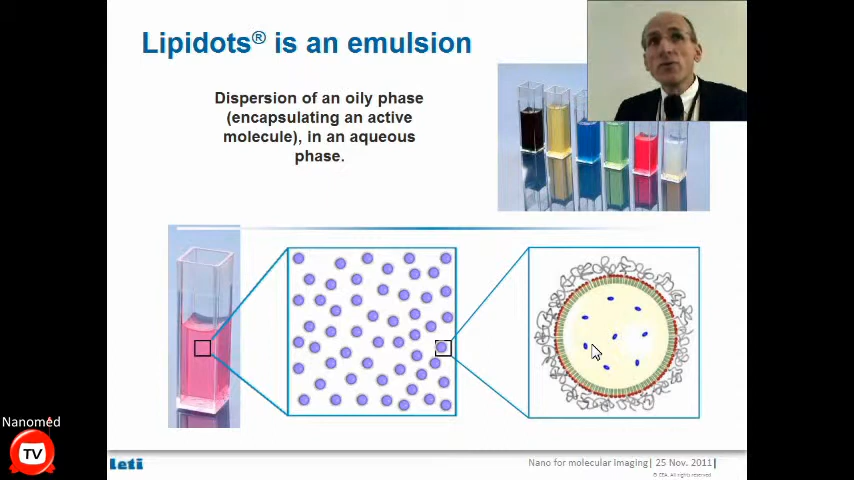 Lipidots® is an emulsion
Dispersion of an oily phase
(encapsulating an active
molecule), in an aqueous
phase.
Nanomed
TV
leti
Nano for molecular imaging| 25 Nov. 2011|
© CEA. All rights reserved.